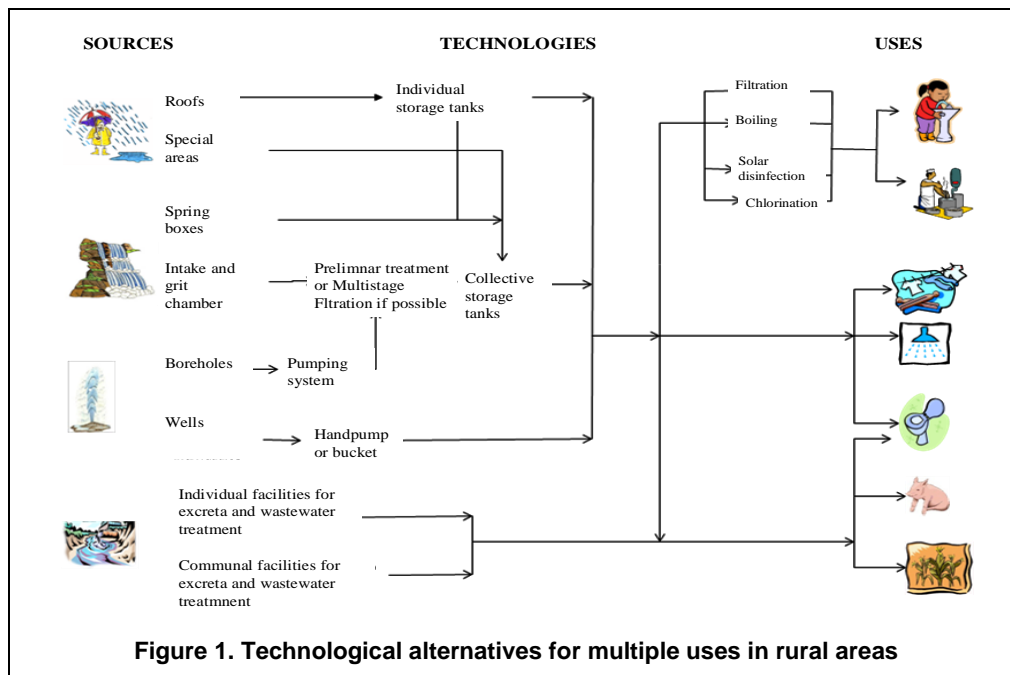 SOURCES
TECHNOLOGIES
USES
Roofs
Special
areas
Spring
boxes
Intake and
grit
chamber
Boreholes
Wells
Individual
storage tanks
Prelimnar treatment
or Multistage
Fltration if possible
Collective
storage
tanks
Pumping
system
Handpump
or bucket
Individual facilities for
excreta and wastewater
treatment
Communal facilities for
excreta and wastewater
treatmnent
Filtration
Boiling
Solar
disinfection
Chlorination
Figure 1. Technological alternatives for multiple uses in rural areas